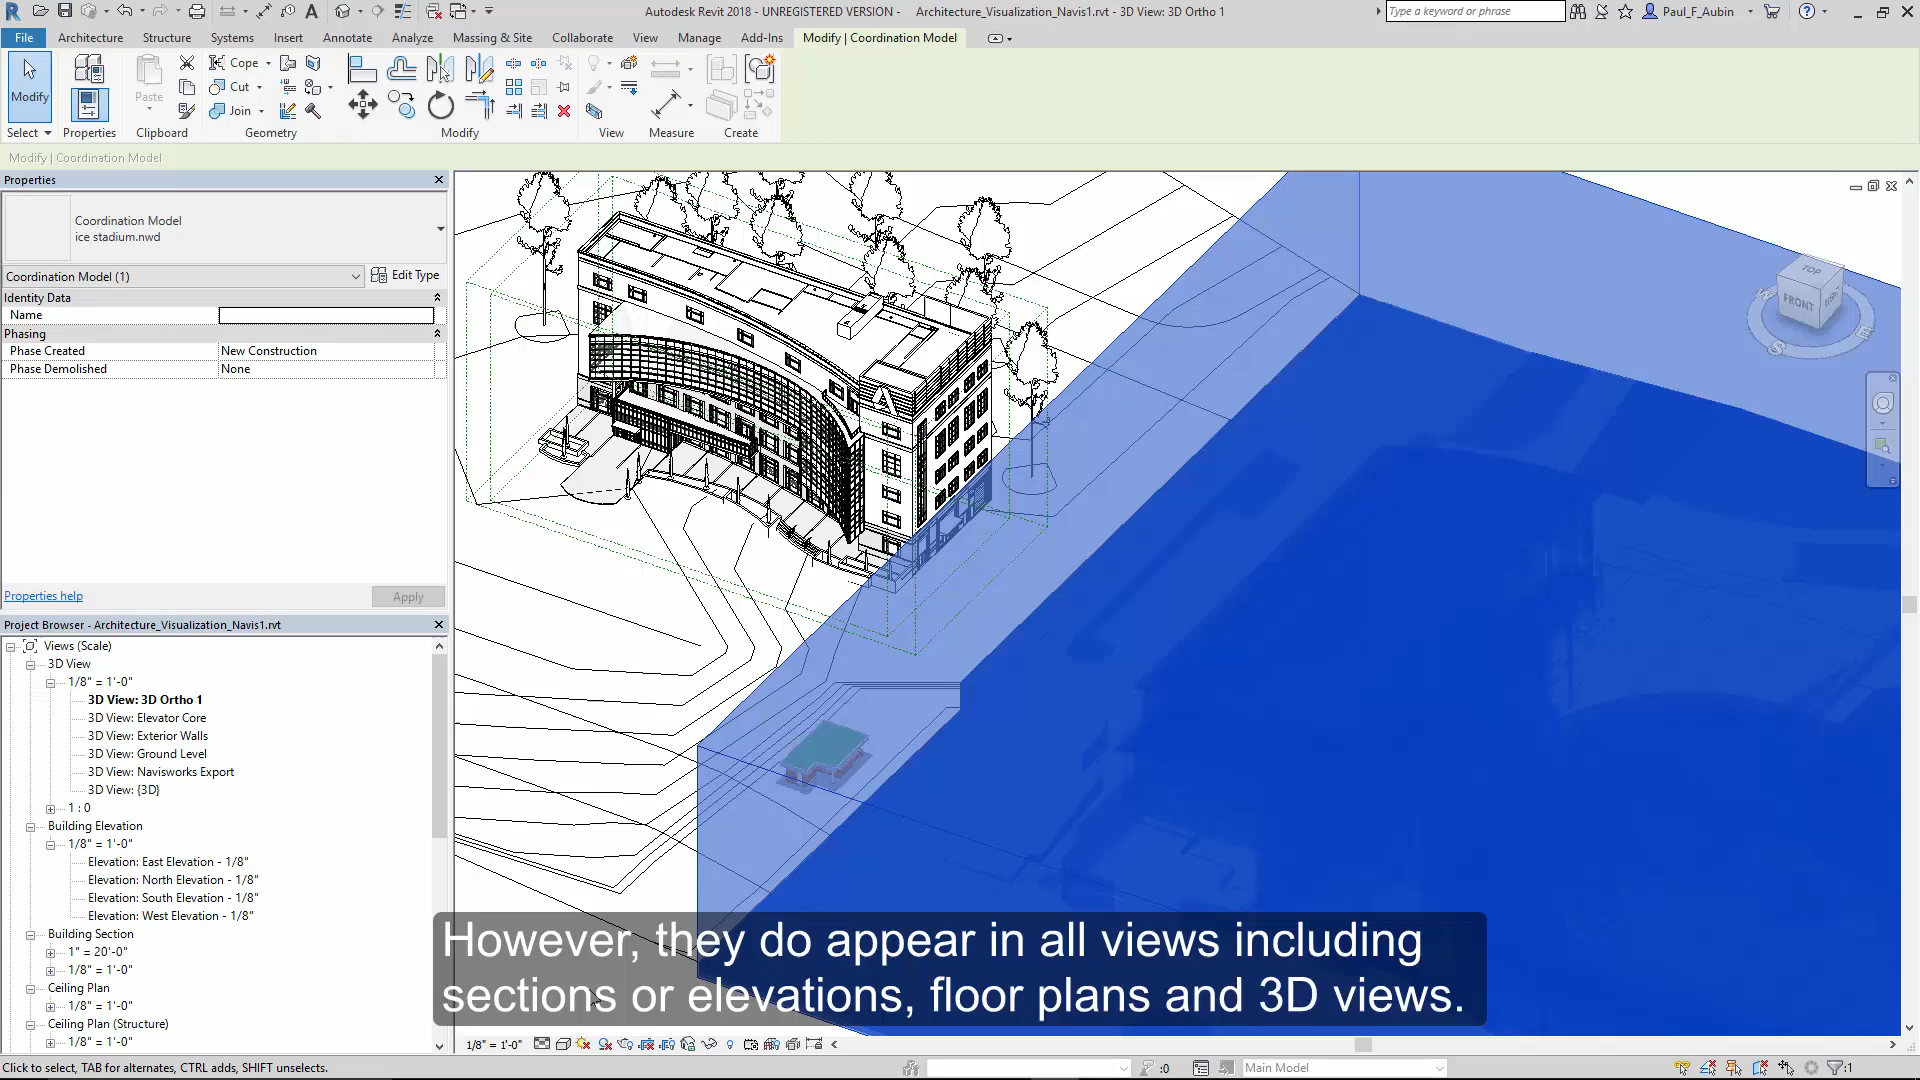 Autodesk Revit 2018 - UNREGISTERED VERSION - Architecture_Visualization_Navis1.rvt - 3D View: 3D Ortho 1
Type a keyword or phrase
Paul_F_Aubin
File Architecture Structure Systems Insert Annotate Analyze Massing & Site Collaborate View Manage Add-Ins Modify | Coordination Model
Modify
Paste
Cope
Cut
Join
Select Properties Clipboard Geometry Modify View Measure Create
Modify | Coordination Model
Properties
Coordination Model
ice stadium.nwd
Coordination Model (1)
Edit Type
Identity Data
Name
Phasing
Phase Created New Construction
Phase Demolished None
Properties help
Apply
Project Browser - Architecture_Visualization_Navis1.rvt
Views (Scale)
3D View
1/8" = 1'-0"
3D View: 3D Ortho 1
3D View: Elevator Core
3D View: Exterior Walls
3D View: Ground Level
3D View: Navisworks Export
3D View: {3D}
1 : 0
Building Elevation
1/8" = 1'-0"
Elevation: East Elevation - 1/8"
Elevation: North Elevation - 1/8"
Elevation: South Elevation - 1/8"
Elevation: West Elevation - 1/8"
Building Section
1" = 20'-0"
1/8" = 1'-0"
Ceiling Plan
1/8" = 1'-0"
Ceiling Plan (Structure)
1/8" = 1'-0"
TOP
FRONT
S
However, they do appear in all views including
sections or elevations, floor plans and 3D views.
1/8" = 1'-0"
Click to select, TAB for alternates, CTRL adds, SHIFT unselects.
:0
Main Model
:1